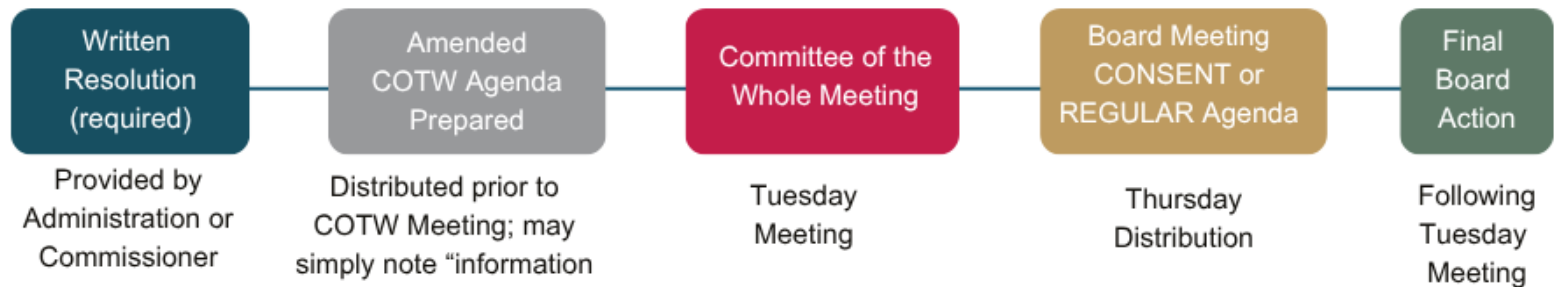 Written
Resolution
(required)
Provided by
Administration or
Commissioner
Amended
COTW Agenda
Prepared
Distributed prior to
COTW Meeting; may
simply note “information
Committee of the
Whole Meeting
Tuesday
Meeting
Board Meeting
CONSENT or
REGULAR Agenda
Thursday
Distribution
Final
Board
Action
Following
Tuesday
Meeting